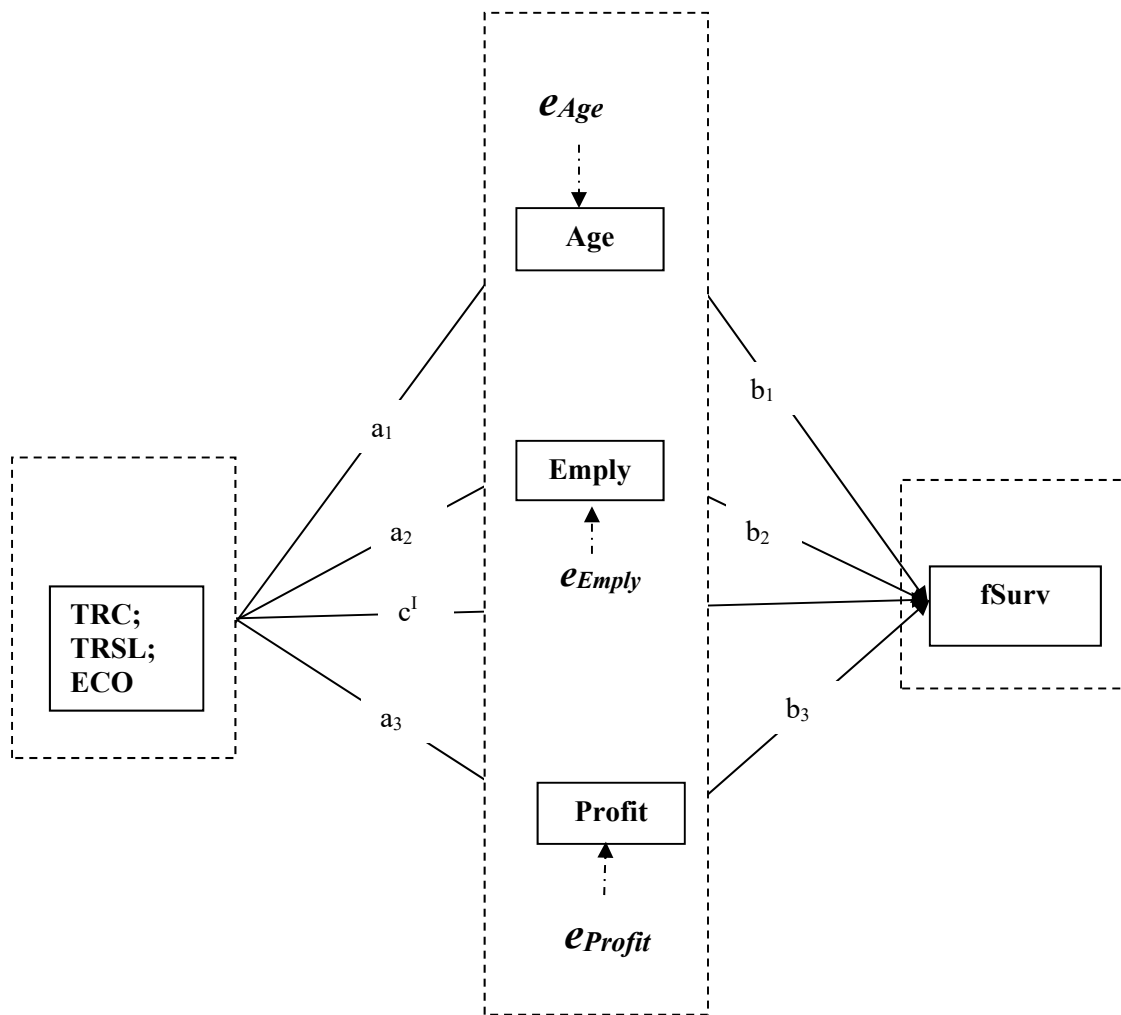 eAge
Age
b₁
a₁
Emply
a₂
b₂
eEmply
cᴵ
fSurv
TRC;
TRSL;
ECO
a₃
b₃
Profit
eProfit